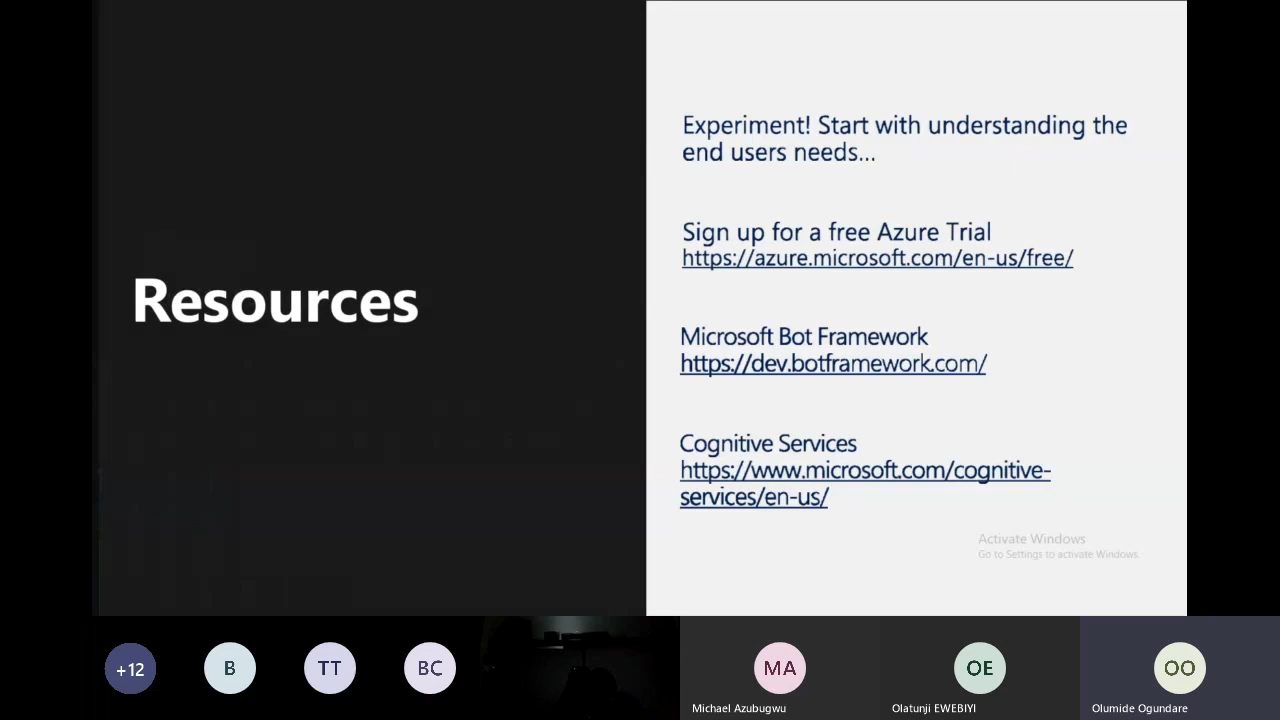 Resources
Experiment! Start with understanding the
end users needs...
Sign up for a free Azure Trial
https://azure.microsoft.com/en-us/free/
Microsoft Bot Framework
https://dev.botframework.com/
Cognitive Services
https://www.microsoft.com/cognitive-
services/en-us/
Activate Windows
Go to Settings to activate Windows.
+12
B
TT
BC
MA
OE
OO
Michael Azubugwu
Olatunji EWEBIYI
Olumide Ogundare